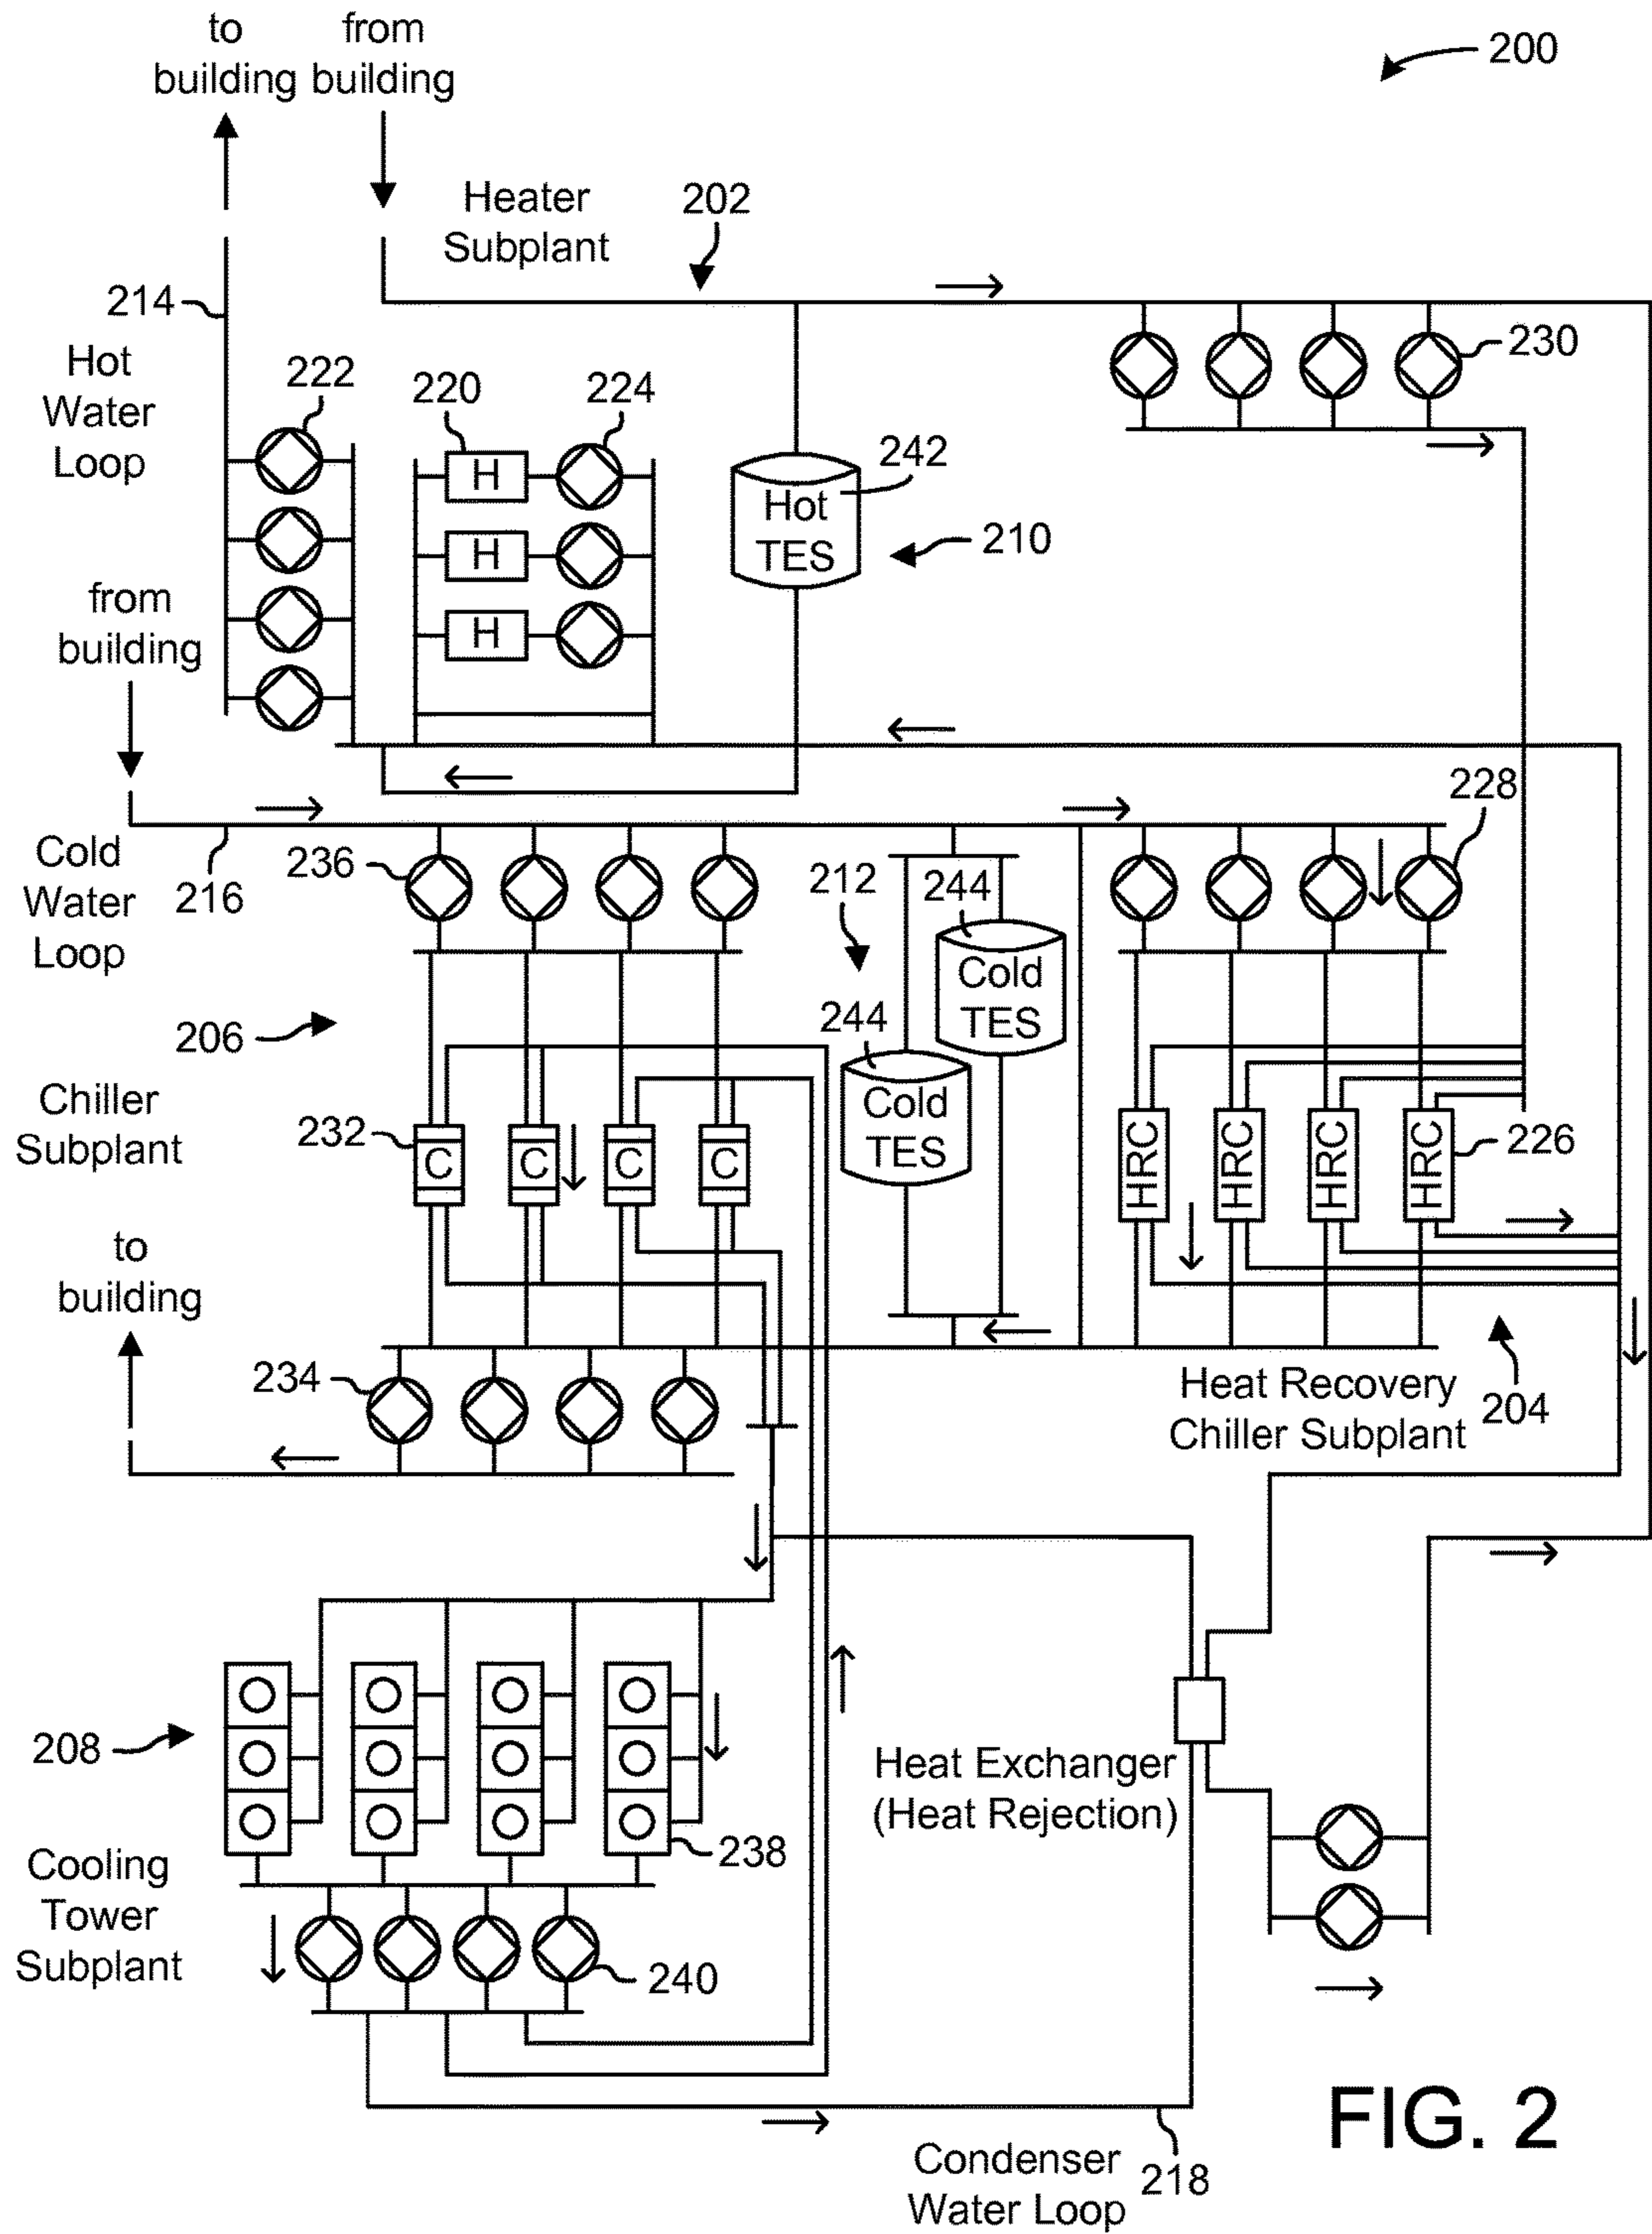 to
building
from
building
200
Heater
Subplant
202
214
Hot
Water
Loop
222
220
224
H
H
H
Hot
TES
242
210
230
from
building
228
Cold
Water
Loop
216
236
212
244
Cold
TES
244
Cold
TES
206
Chiller
Subplant
232
C
C
C
C
HRC
HRC
HRC
HRC
226
to
building
234
Heat Recovery
Chiller Subplant
204
208
238
Heat Exchanger
(Heat Rejection)
Cooling
Tower
Subplant
240
Condenser
Water Loop
218
FIG. 2